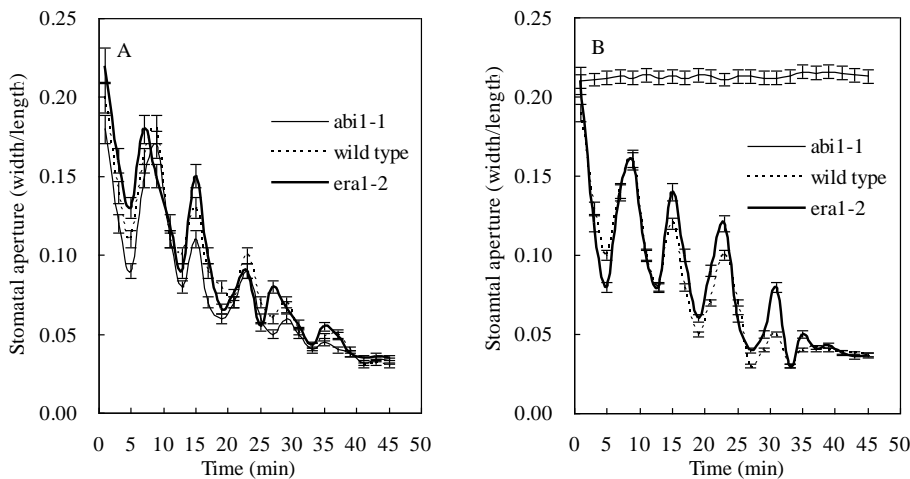 A
Stomatal aperture (width/length)
0.25
0.20
0.15
0.10
0.05
0.00
abi1-1
wild type
era1-2
0 5 10 15 20 25 30 35 40 45 50
Time (min)
B
Stoamtal aperture (width/length)
0.25
0.20
0.15
0.10
0.05
0.00
abi1-1
wild type
era1-2
0 5 10 15 20 25 30 35 40 45 50
Time (min)